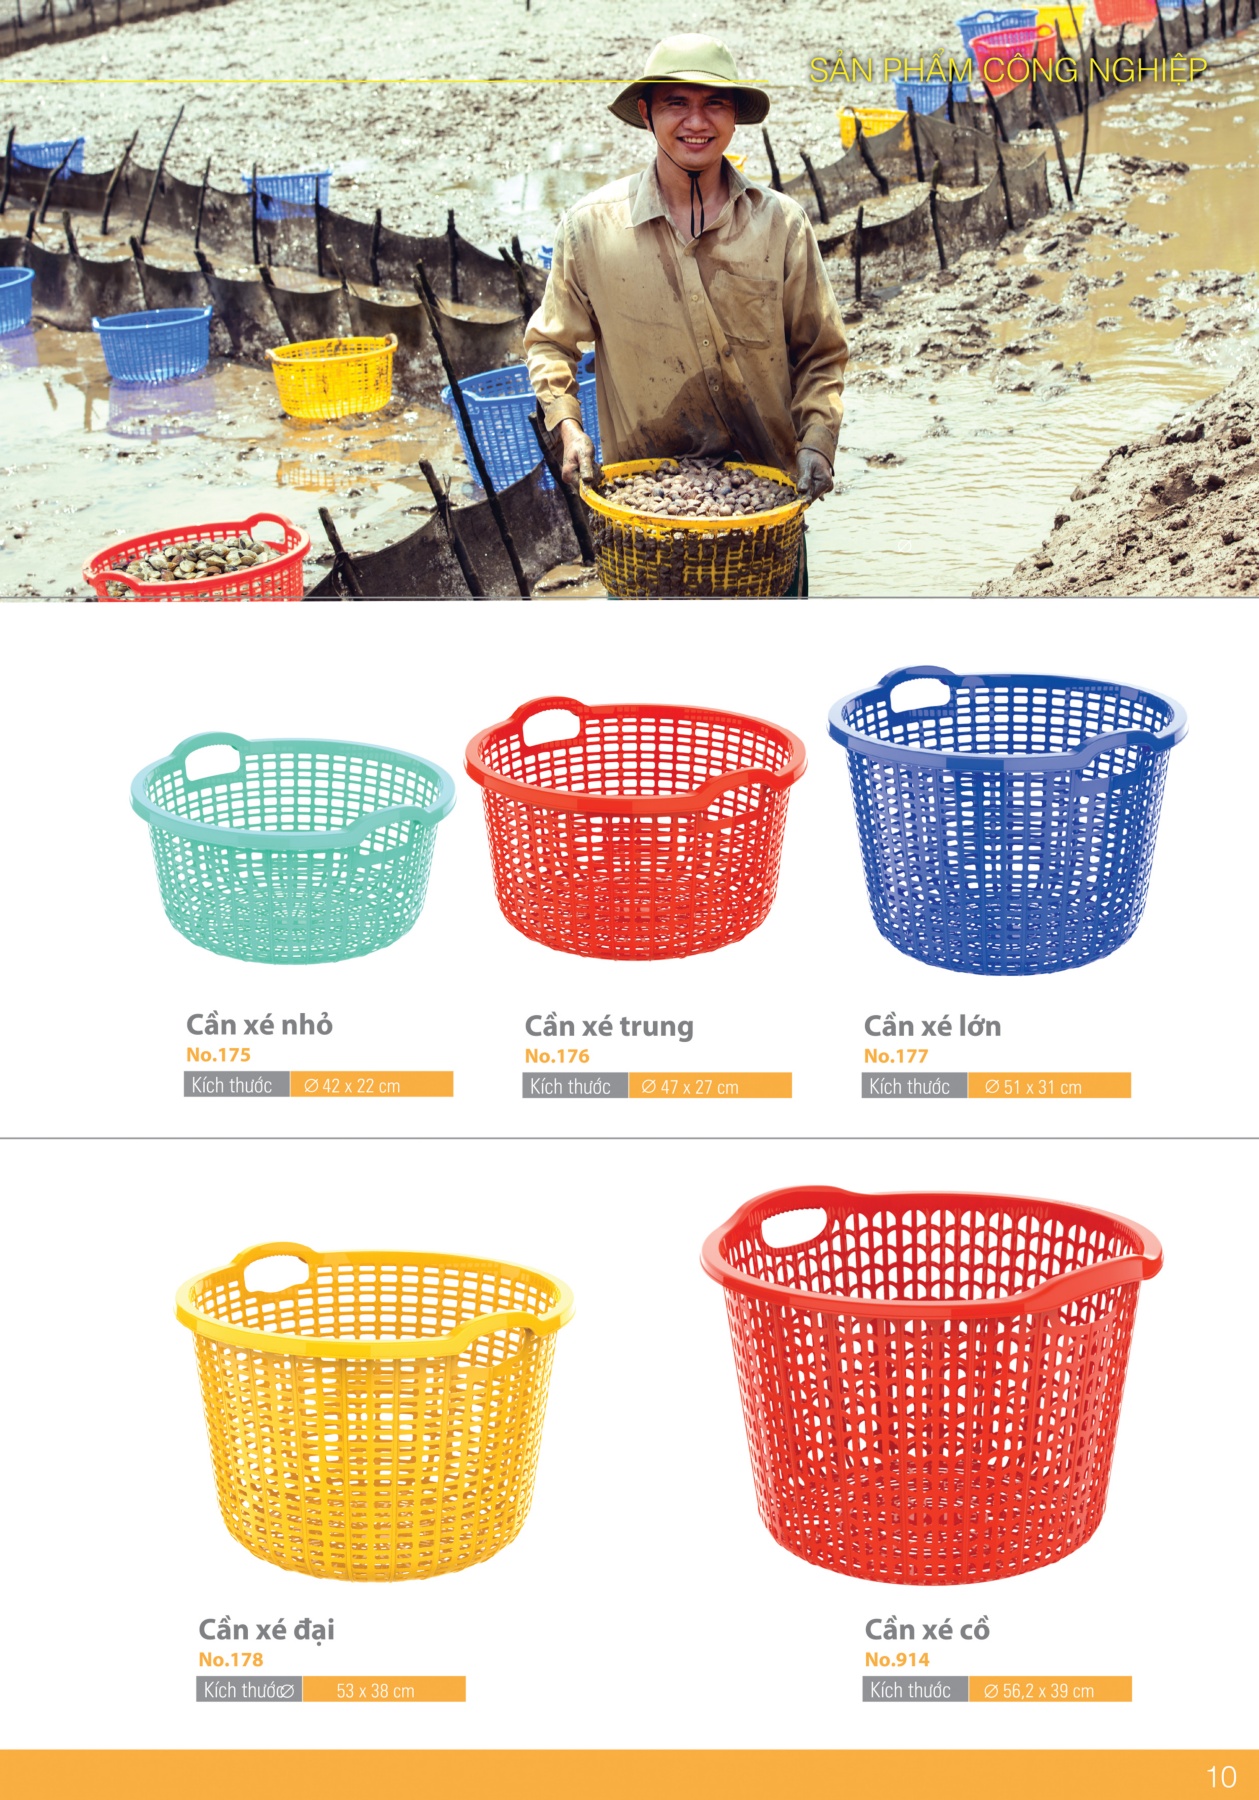 SẢN PHẨM CÔNG NGHIỆP
Cần xé nhỏ
No.175
Kích thước Ø 42 x 22 cm
Cần xé trung
No.176
Kích thước Ø 47 x 27 cm
Cần xé lớn
No.177
Kích thước Ø 51 x 31 cm
Cần xé đại
No.178
Kích thước Ø 53 x 38 cm
Cần xé cồ
No.914
Kích thước Ø 56,2 x 39 cm
10